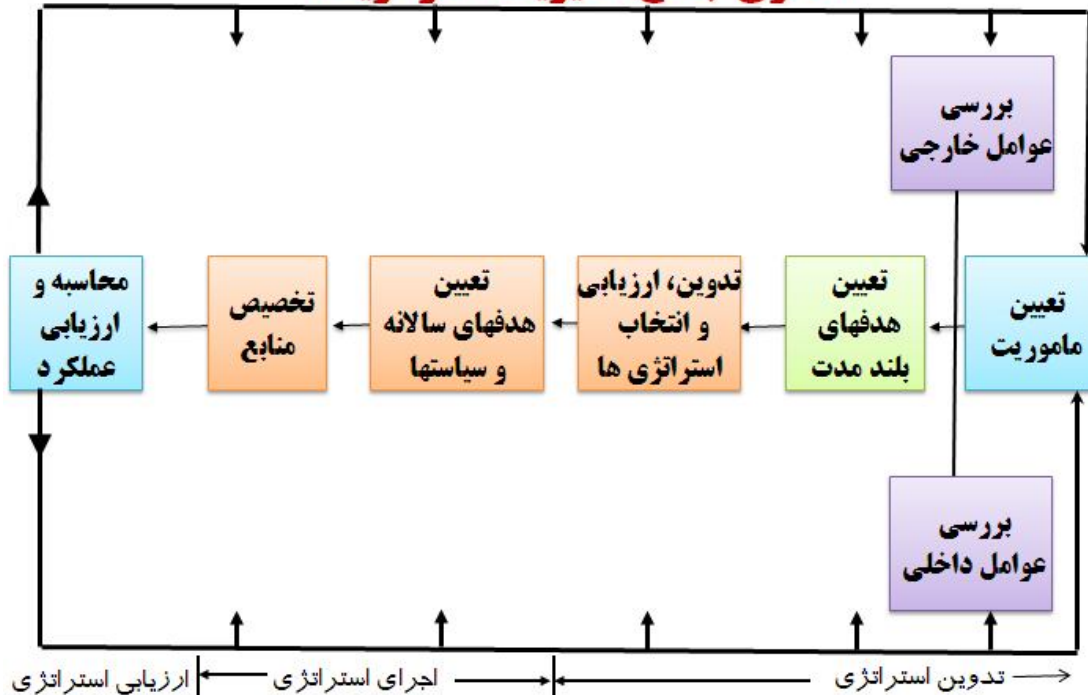 بررسی
عوامل خارجی
تعیین
ماموریت
تعیین
هدفهای
بلند مدت
تدوین، ارزیابی
و انتخاب
استراتژی ها
تعیین
هدفهای سالانه
و سیاستها
تخصیص
منابع
محاسبه و
ارزیابی
عملکرد
بررسی
عوامل داخلی
تدوین استراتژی
اجرای استراتژی
ارزیابی استراتژی